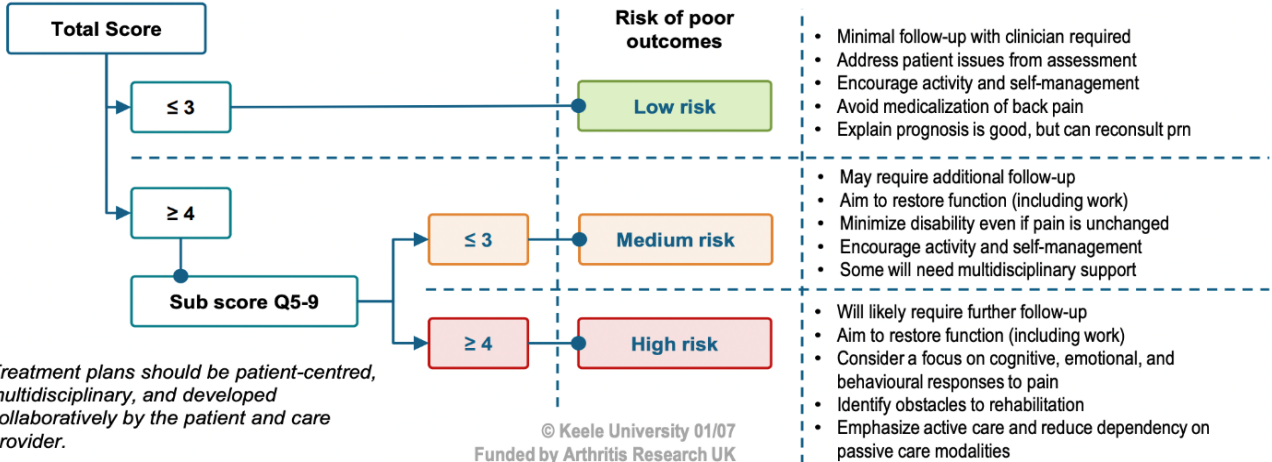 Total Score
Risk of poor
outcomes
≤ 3
Low risk
• Minimal follow-up with clinician required
• Address patient issues from assessment
• Encourage activity and self-management
• Avoid medicalization of back pain
• Explain prognosis is good, but can reconsult prn
≥ 4
Sub score Q5-9
≤ 3
Medium risk
• May require additional follow-up
• Aim to restore function (including work)
• Minimize disability even if pain is unchanged
• Encourage activity and self-management
• Some will need multidisciplinary support
≥ 4
High risk
• Will likely require further follow-up
• Aim to restore function (including work)
• Consider a focus on cognitive, emotional, and
behavioural responses to pain
• Identify obstacles to rehabilitation
• Emphasize active care and reduce dependency on
passive care modalities
reatment plans should be patient-centred,
nultidisciplinary, and developed
ollaboratively by the patient and care
rovider.
© Keele University 01/07
Funded by Arthritis Research UK